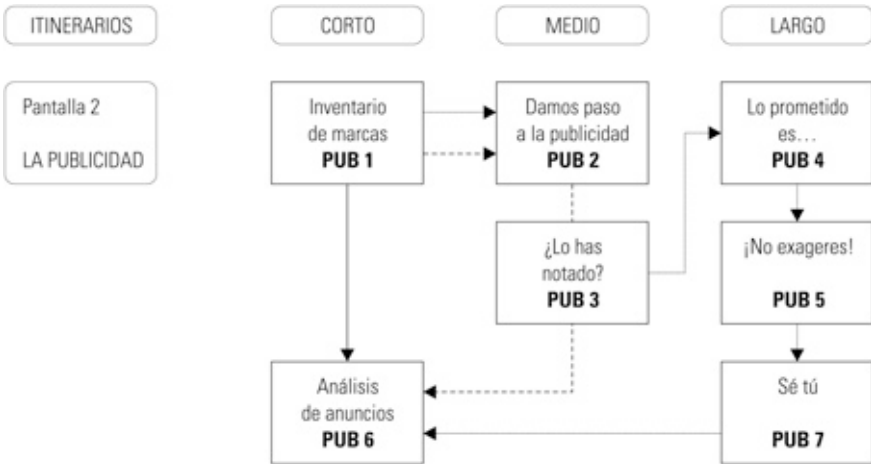 ITINERARIOS
CORTO
MEDIO
LARGO
Pantalla 2
LA PUBLICIDAD
Inventario
de marcas
PUB 1
Damos paso
a la publicidad
PUB 2
Lo prometido
es...
PUB 4
¿Lo has
notado?
PUB 3
¡No exageres!
PUB 5
Análisis
de anuncios
PUB 6
Sé tú
PUB 7